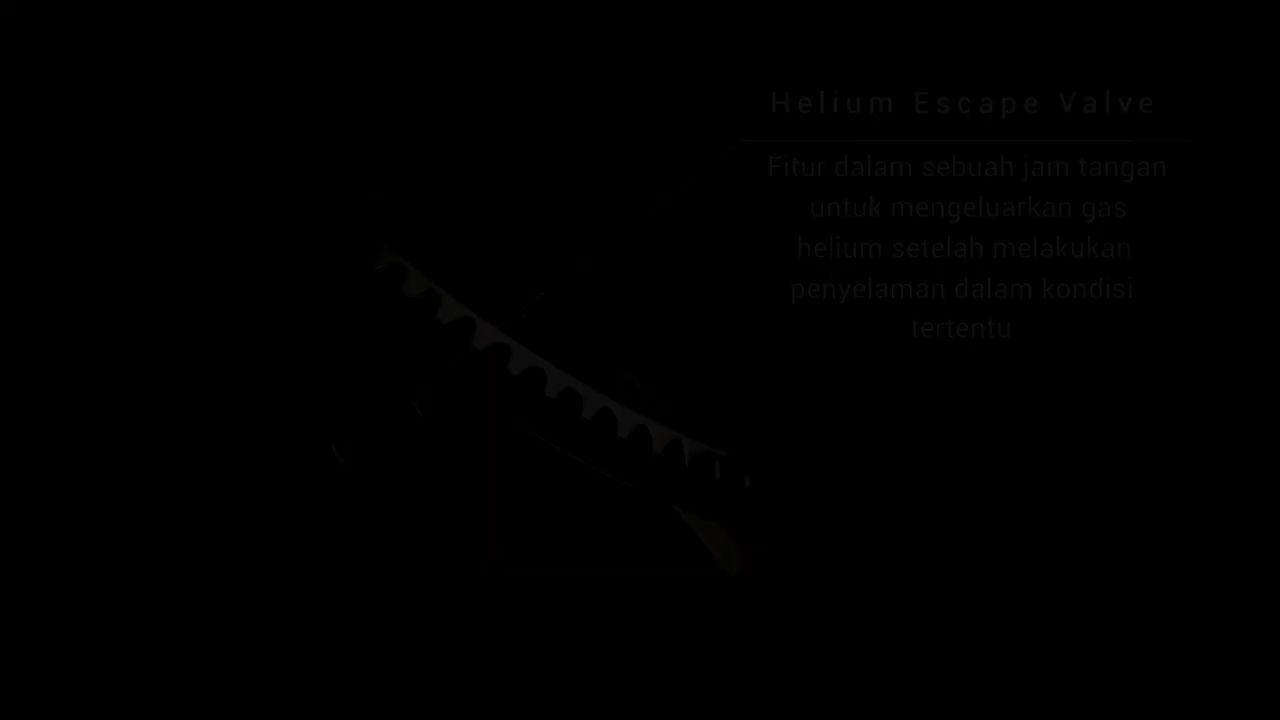 Helium Escape Valve
Fitur dalam sebuah jam tangan
untuk mengeluarkan gas
helium setelah melakukan
penyelaman dalam kondisi
tertentu